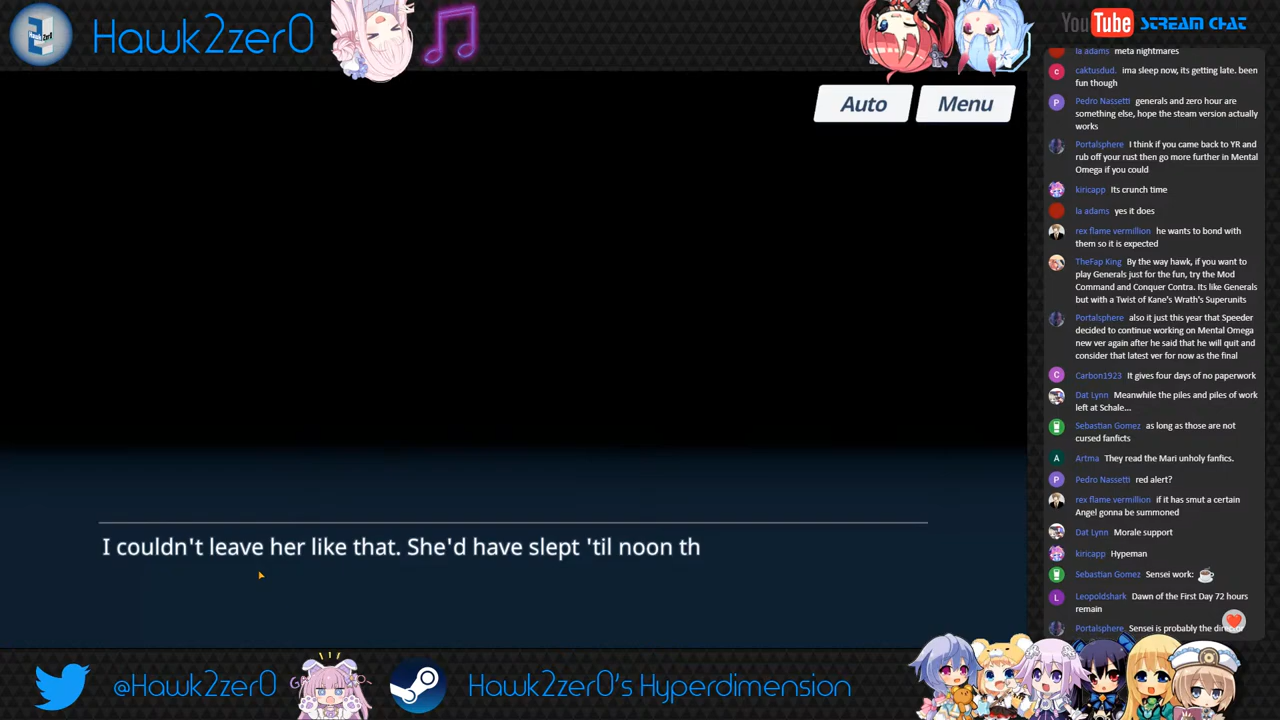 Hawk2zer0
YouTube STREAM CHAT
Auto
Menu
la adams meta nightmares
caktusdud. ima sleep now, its getting late. been
fun though
Pedro Nassetti generals and zero hour are
something else, hope the steam version actually
works
Portalsphere I think if you came back to YR and
rub off your rust then go more further in Mental
Omega if you could
kiricapp Its crunch time
la adams yes it does
rex flame vermillion he wants to bond with
them so it is expected
TheFap King By the way hawk, if you want to
play Generals just for the fun, try the Mod
Command and Conquer Contra. Its like Generals
but with a Twist of Kane's Wrath's Superunits
Portalsphere also it just this year that Speeder
decided to continue working on Mental Omega
new ver again after he said that he will quit and
consider that latest ver for now as the final
Carbon1923 It gives four days of no paperwork
Dat Lynn Meanwhile the piles and piles of work
left at Schale...
Sebastian Gomez as long as those are not
cursed fanficts
Artma They read the Mari unholy fanfics.
Pedro Nassetti red alert?
rex flame vermillion if it has smut a certain
Angel gonna be summoned
Dat Lynn Morale support
kiricapp Hypeman
Sebastian Gomez Sensei work:
Leopoldshark Dawn of the First Day 72 hours
remain
Portalsphere Sensei is probably the director
I couldn't leave her like that. She'd have slept 'til noon th
@Hawk2zer0
Hawk2zer0's Hyperdimension